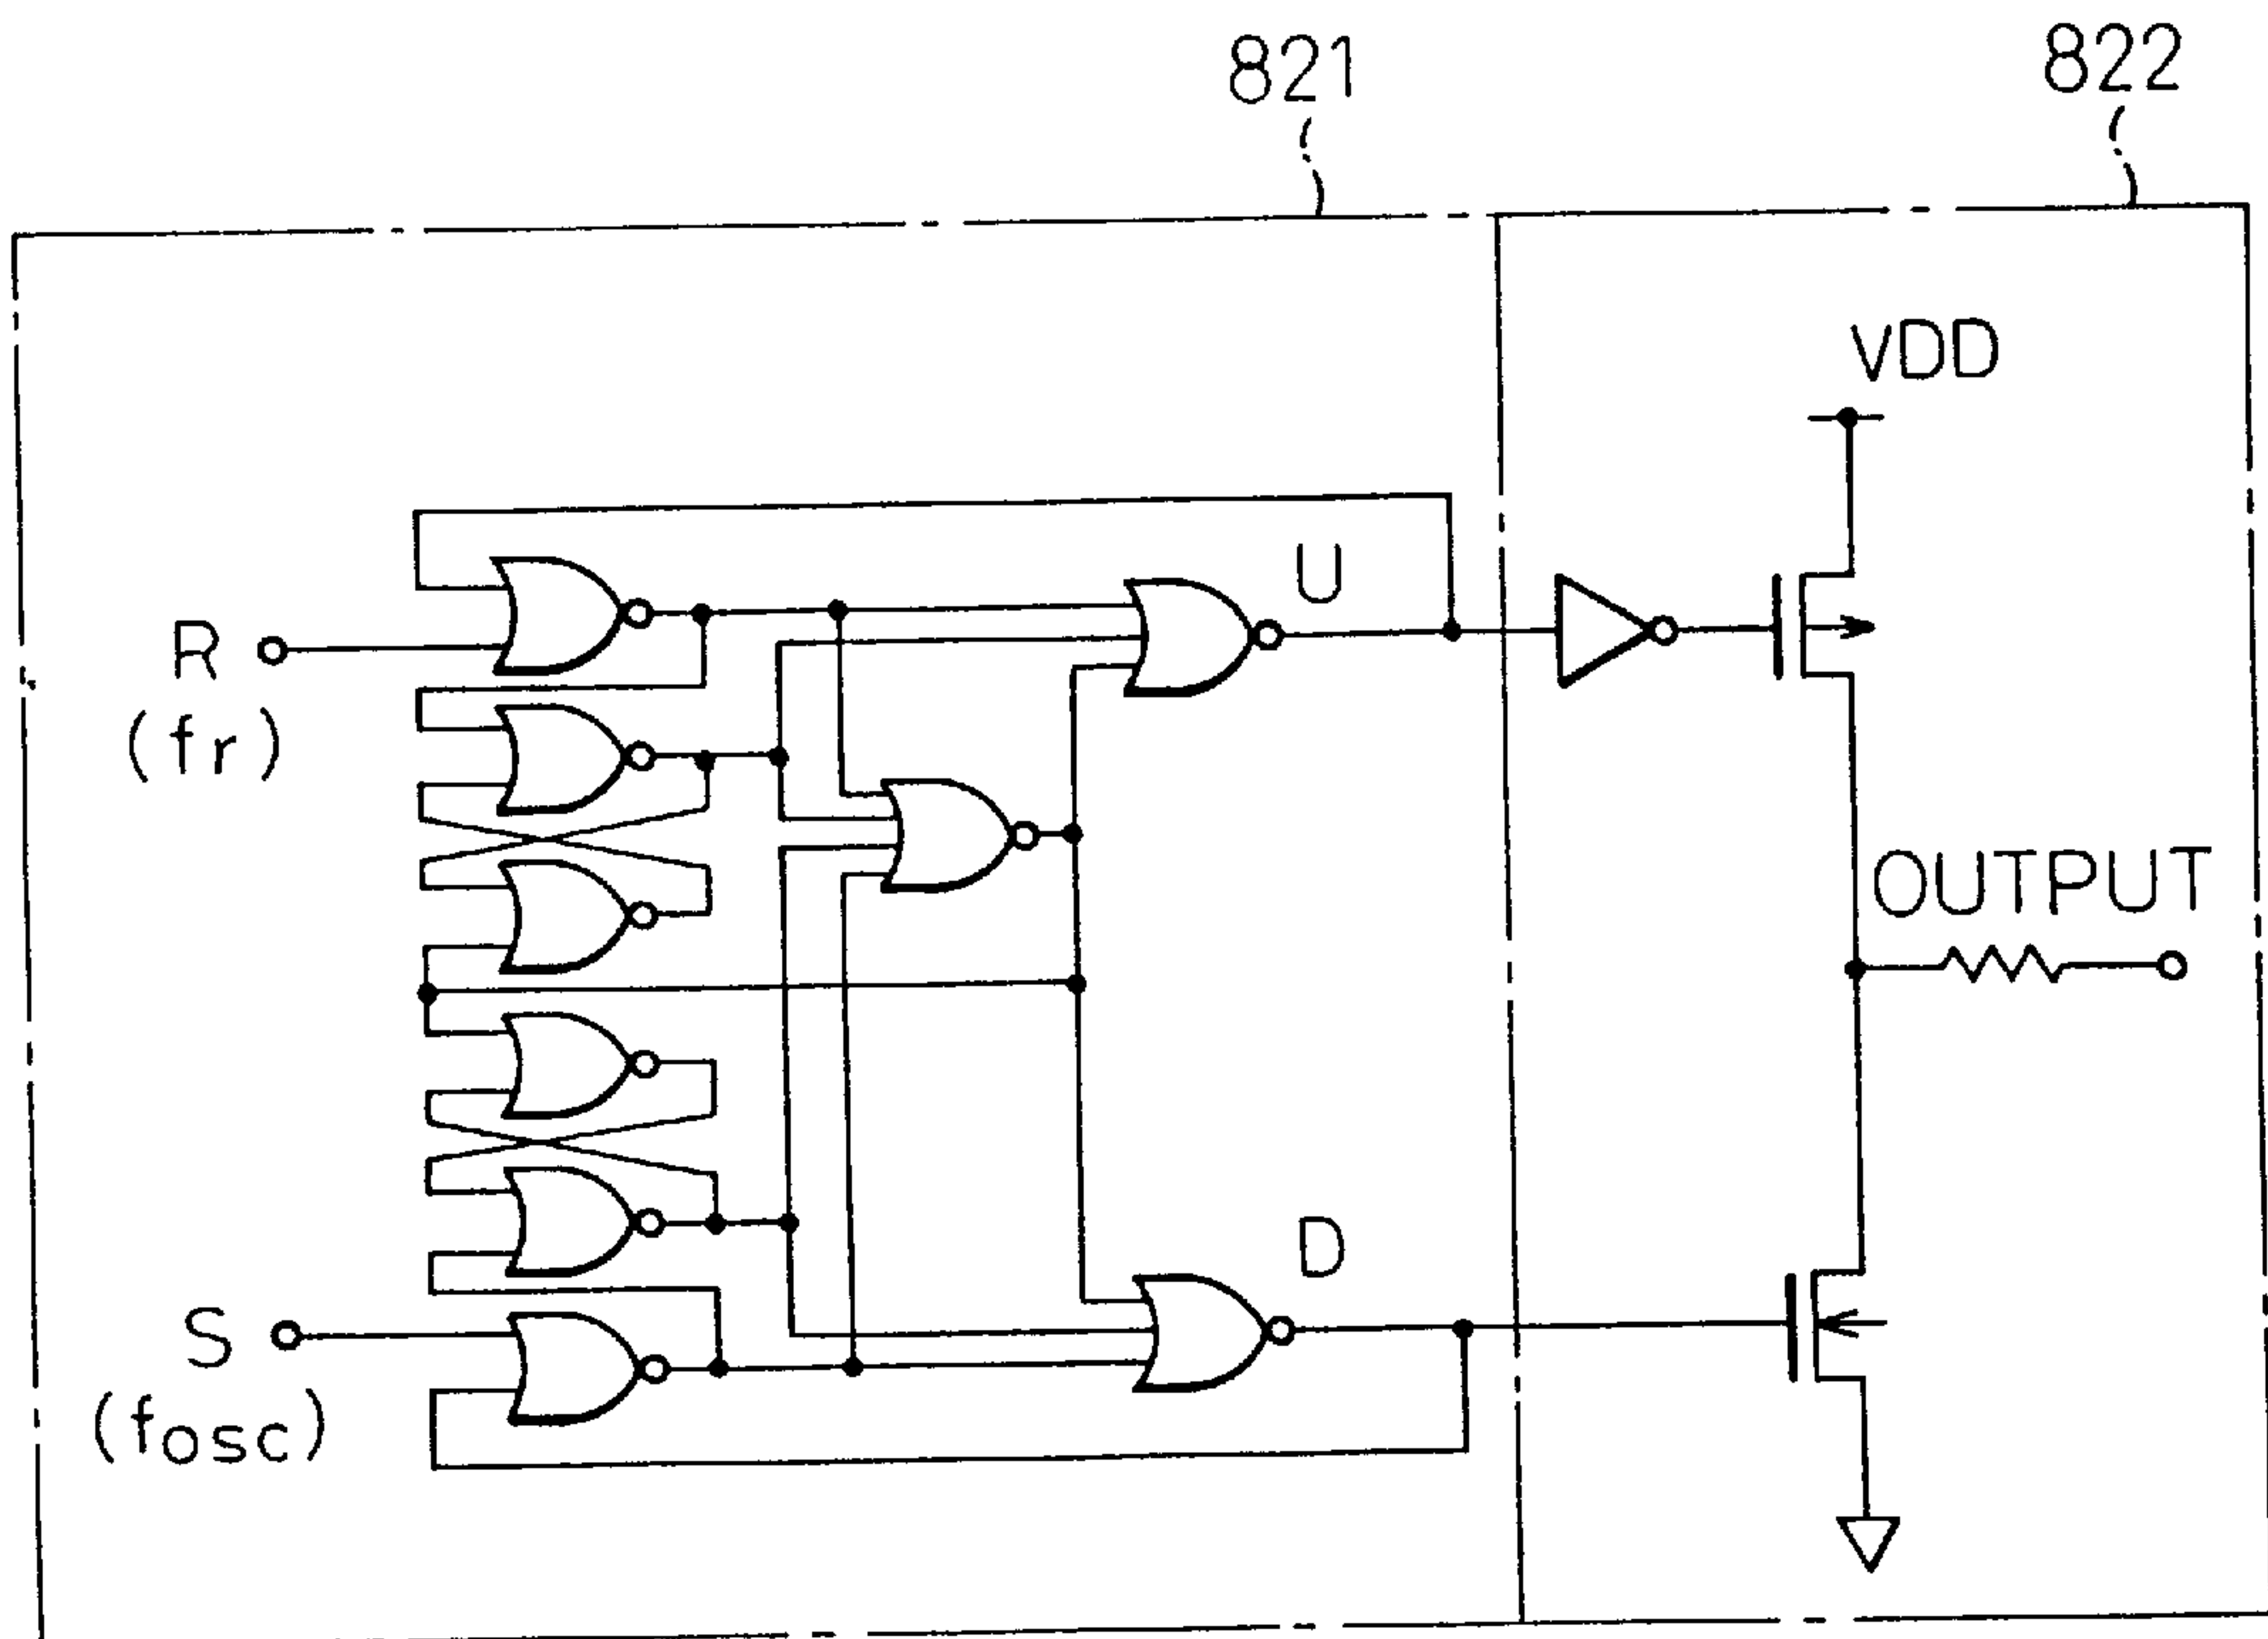 821
822
VDD
U
R
(fr)
OUTPUT
D
S
(fosc)